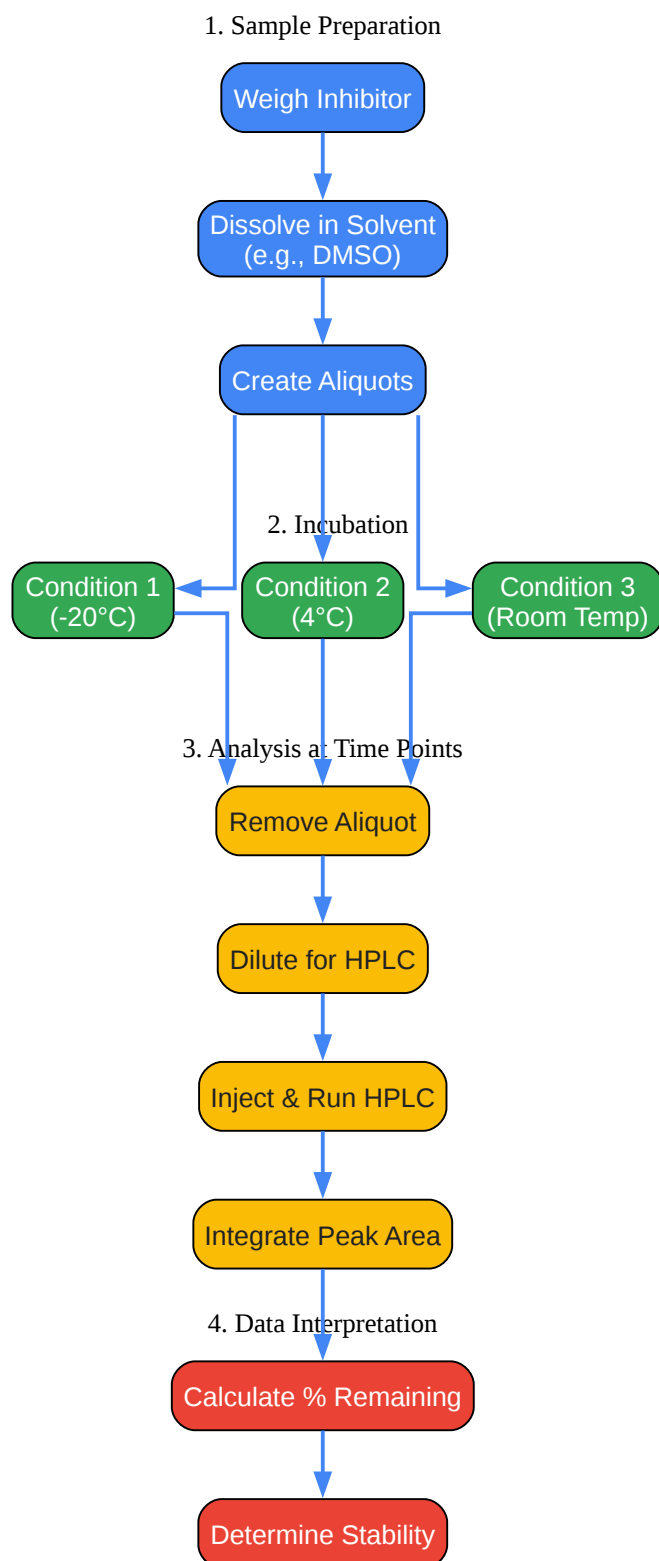 1. Sample Preparation
Weigh Inhibitor
Dissolve in Solvent
(e.g., DMSO)
Create Aliquots
2. Incubation
Condition 1
(-20°C)
Condition 2
(4°C)
Condition 3
(Room Temp)
3. Analysis at Time Points
Remove Aliquot
Dilute for HPLC
Inject & Run HPLC
Integrate Peak Area
4. Data Interpretation
Calculate % Remaining
Determine Stability